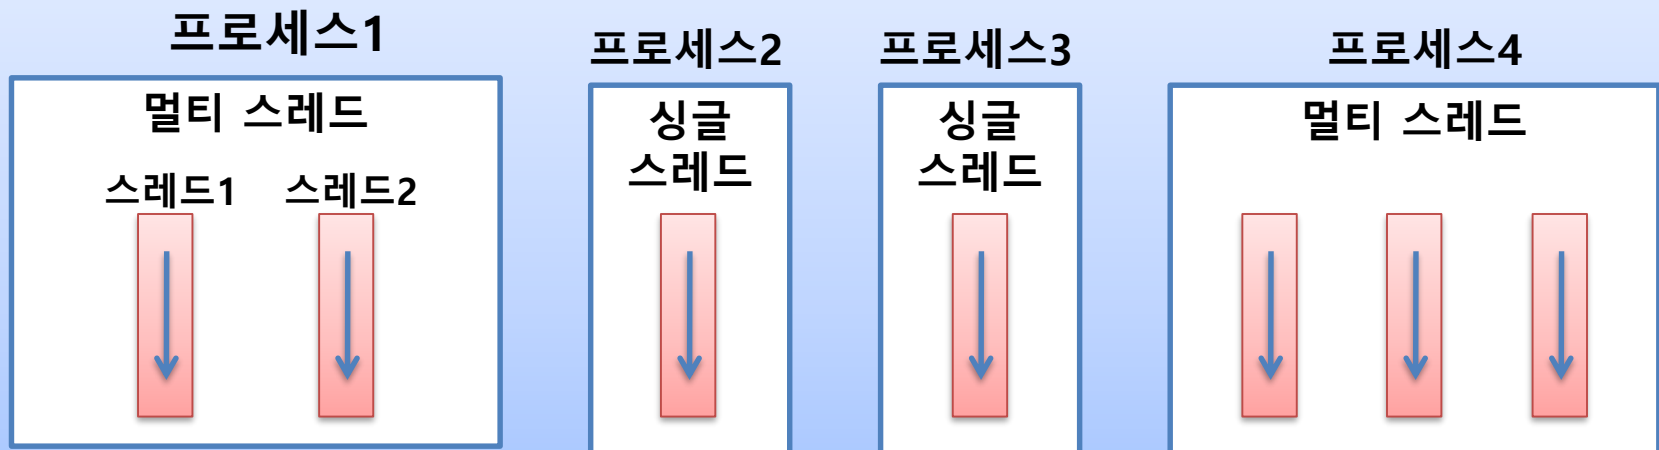 프로세스1
프로세스2
프로세스3
프로세스4
멀티 스레드
스레드1
스레드2
싱글
스레드
싱글
스레드
멀티 스레드